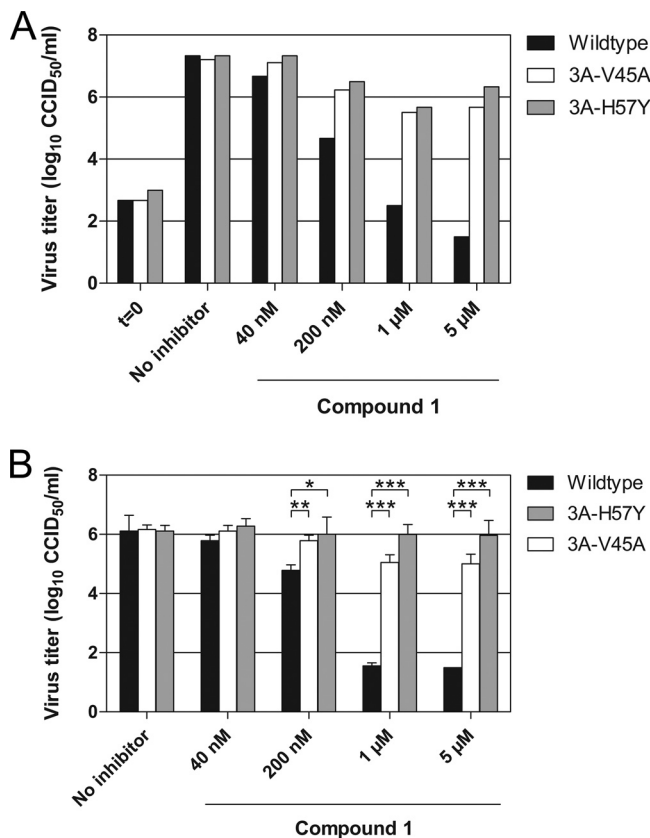 A
Virus titer (log10 CCID50/ml)
8
6
4
2
0
t=0
No inhibitor
40 nM
200 nM
1 µM
5 µM
Compound 1
Wildtype
3A-V45A
3A-H57Y
B
Virus titer (log10 CCID50/ml)
8
6
4
2
0
* *** ***
** *** ***
No inhibitor
40 nM
200 nM
1 µM
5 µM
Compound 1
Wildtype
3A-H57Y
3A-V45A